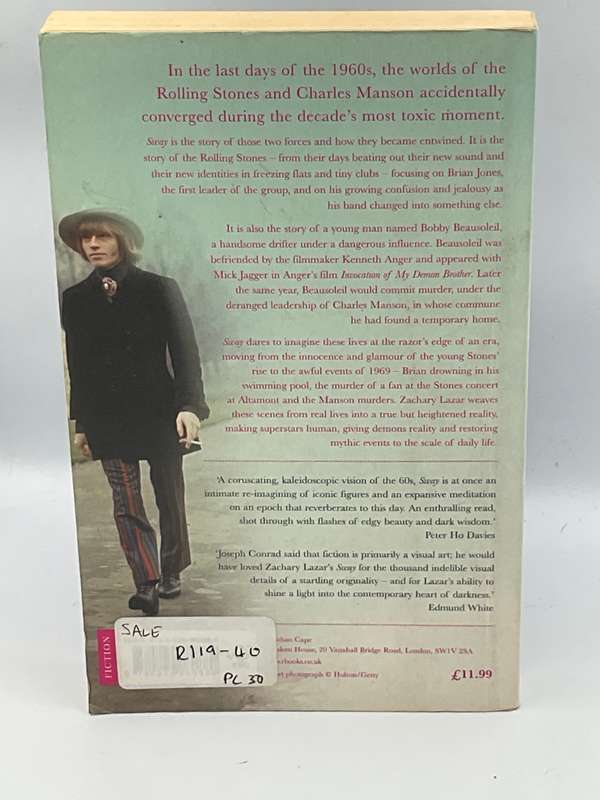 In the last days of the 1960s, the worlds of the
Rolling Stones and Charles Manson accidentally
converged during the decade's most toxic moment.
Sway is the story of those two forces and how they became entwined. It is the
story of the Rolling Stones – from their days beating out their new sound and
their new identities in freezing flats and tiny clubs – focusing on Brian Jones,
the first leader of the group, and on his growing confusion and jealousy as
his band changed into something else.
It is also the story of a young man named Bobby Beausoleil,
a handsome drifter under a dangerous influence. Beausoleil was
befriended by the filmmaker Kenneth Anger and appeared with
Mick Jagger in Anger's film Invocation of My Demon Brother. Later
the same year, Beausoleil would commit murder, under the
deranged leadership of Charles Manson, in whose commune
he had found a temporary home.
Sway dares to imagine these lives at the razor's edge of an era,
moving from the innocence and glamour of the young Stones'
rise to the awful events of 1969 – Brian drowning in his
swimming pool, the murder of a fan at the Stones concert
at Altamont and the Manson murders. Zachary Lazar weaves
these scenes from real lives into a true but heightened reality,
making superstars human, giving demons reality and restoring
mythic events to the scale of daily life.
'A coruscating, kaleidoscopic vision of the 60s, Sway is at once an
intimate re-imagining of iconic figures and an expansive meditation
on an epoch that reverberates to this day. An enthralling read,
shot through with flashes of edgy beauty and dark wisdom.'
Peter Ho Davies
'Joseph Conrad said that fiction is primarily a visual art; he would
have loved Zachary Lazar's Sway for the thousand indelible visual
details of a startling originality – and for Lazar's ability to
shine a light into the contemporary heart of darkness.'
Edmund White
FICTION
SALE
R119-40
PL 30
Cape
House, 20 Vauxhall Bridge Road, London, SW1V 2SA
photograph © Hulton/Getty
£11.99